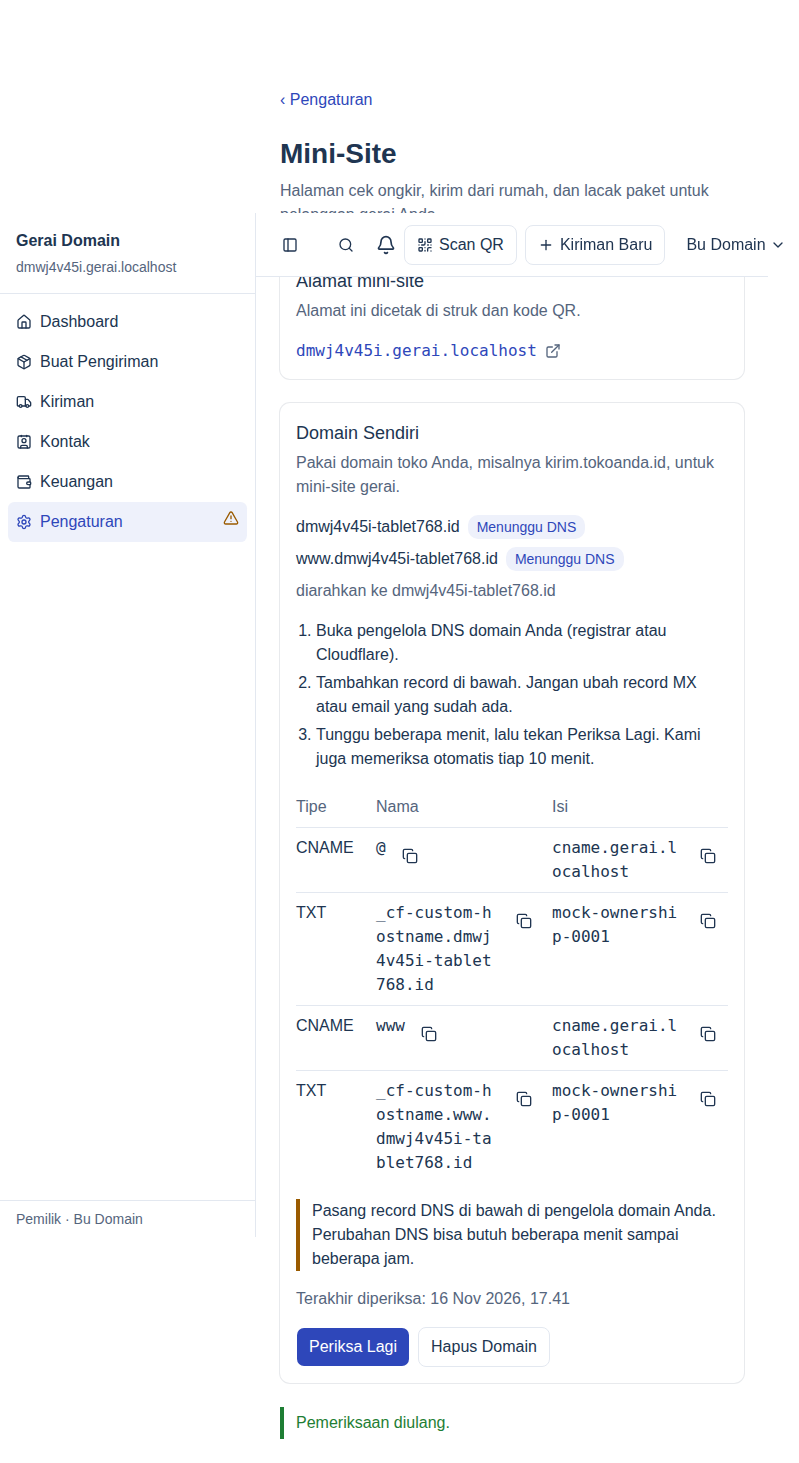 ‹ Pengaturan
Mini-Site
Halaman cek ongkir, kirim dari rumah, dan lacak paket untuk
pelanggan gerai Anda.
Gerai Domain
dmwj4v45i.gerai.localhost
Scan QR
Kiriman Baru
Bu Domain
Dashboard
Buat Pengiriman
Kiriman
Kontak
Keuangan
Pengaturan
Pemilik · Bu Domain
Alamat mini-site
Alamat ini dicetak di struk dan kode QR.
dmwj4v45i.gerai.localhost
Domain Sendiri
Pakai domain toko Anda, misalnya kirim.tokoanda.id, untuk
mini-site gerai.
dmwj4v45i-tablet768.id Menunggu DNS
www.dmwj4v45i-tablet768.id Menunggu DNS
diarahkan ke dmwj4v45i-tablet768.id
1. Buka pengelola DNS domain Anda (registrar atau
Cloudflare).
2. Tambahkan record di bawah. Jangan ubah record MX
atau email yang sudah ada.
3. Tunggu beberapa menit, lalu tekan Periksa Lagi. Kami
juga memeriksa otomatis tiap 10 menit.
Tipe Nama Isi
CNAME @ cname.gerai.l
ocalhost
TXT _cf-custom-h mock-ownershi
ostname.dmwj p-0001
4v45i-tablet
768.id
CNAME www cname.gerai.l
ocalhost
TXT _cf-custom-h mock-ownershi
ostname.www. p-0001
dmwj4v45i-ta
blet768.id
Pasang record DNS di bawah di pengelola domain Anda.
Perubahan DNS bisa butuh beberapa menit sampai
beberapa jam.
Terakhir diperiksa: 16 Nov 2026, 17.41
Periksa Lagi Hapus Domain
Pemeriksaan diulang.